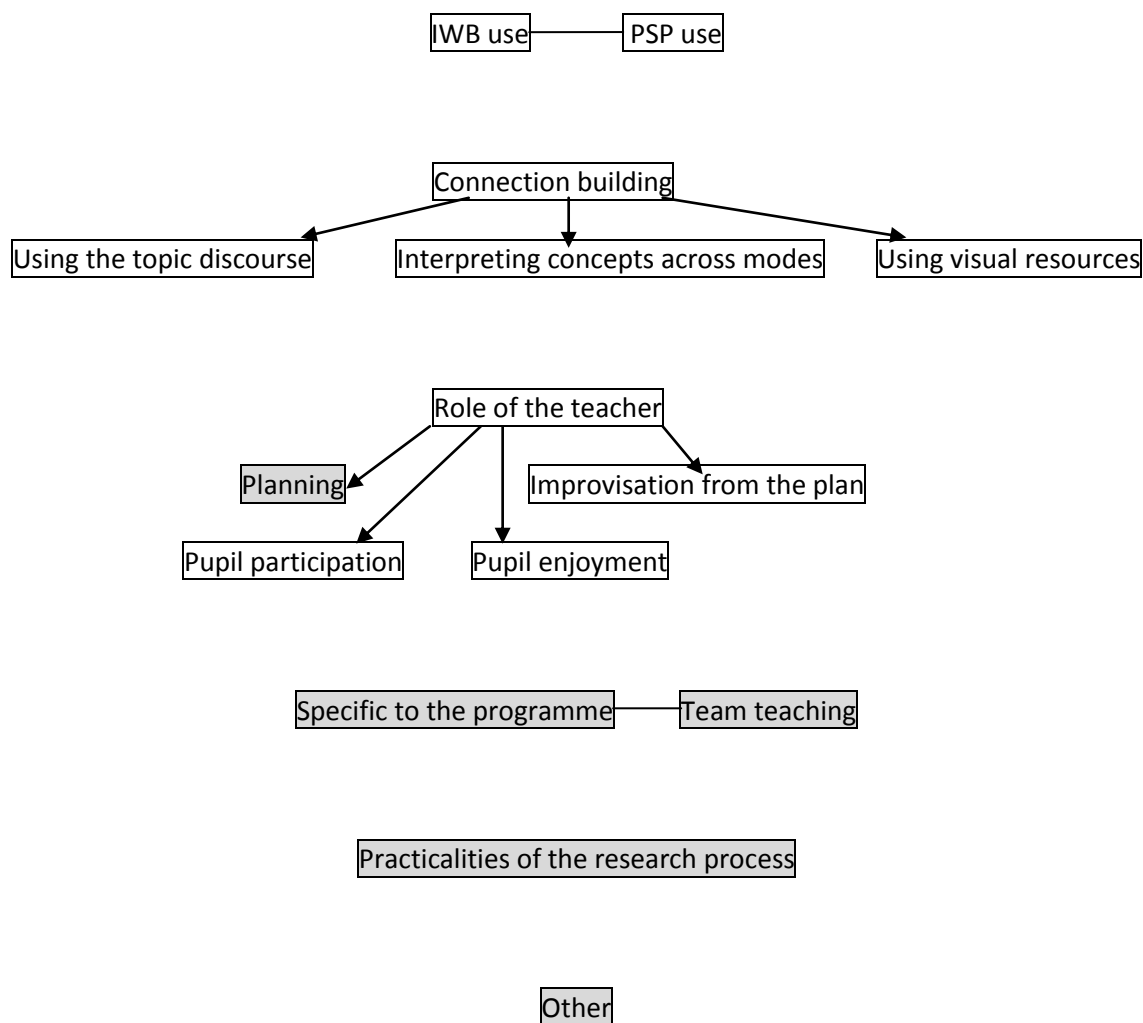 IWB use
PSP use
Connection building
Using the topic discourse
Interpreting concepts across modes
Using visual resources
Role of the teacher
Planning
Improvisation from the plan
Pupil participation
Pupil enjoyment
Specific to the programme
Team teaching
Practicalities of the research process
Other